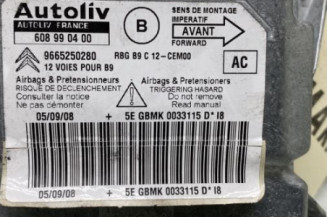 Autoliv
AUTOLIV FRANCE
608 99 04 00
B
SENS DE MONTAGE
IMPERATIF
AVANT
FORWARD
9665250280
RBG B9 C 12-CEM00
12 VOIES POUR B9
AC
Airbags & Pretensionneurs
RISQUE DE DECLENCHEMENT
Consulter la notice
Ne pas démonter.
Airbags & Pretensioners
TRIGGERING HAZARD
Do not remove
Read manual
05/09/08 + 5E GBMK 0033115 D* I8
05/09/08 + 5E GBMK 0033115 D* I8